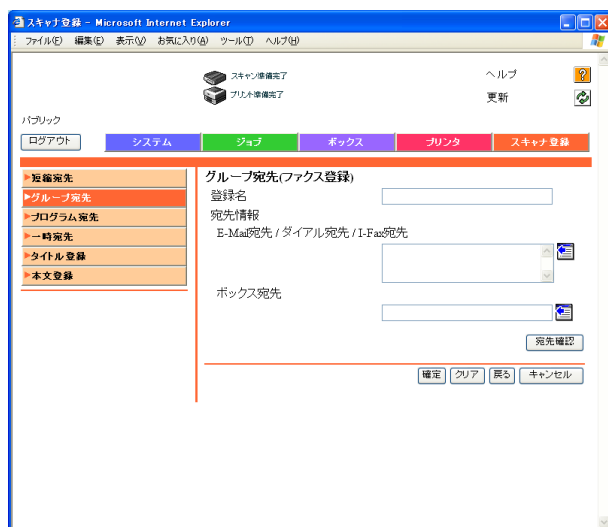 スキャナ登録 - Microsoft Internet Explorer
ファイル(F) 編集(E) 表示(V) お気に入り(A) ツール(T) ヘルプ(H)
スキャン準備完了 ヘルプ
プリント準備完了 更新
パブリック
ログアウト システム ジョブ ボックス プリンタ スキャナ登録
短縮宛先
グループ宛先
プログラム宛先
一時宛先
タイトル登録
本文登録
グループ宛先(ファクス登録)
登録名
宛先情報
E-Mail宛先 / ダイアル宛先 / I-Fax宛先
ボックス宛先
宛先確認
確定 クリア 戻る キャンセル